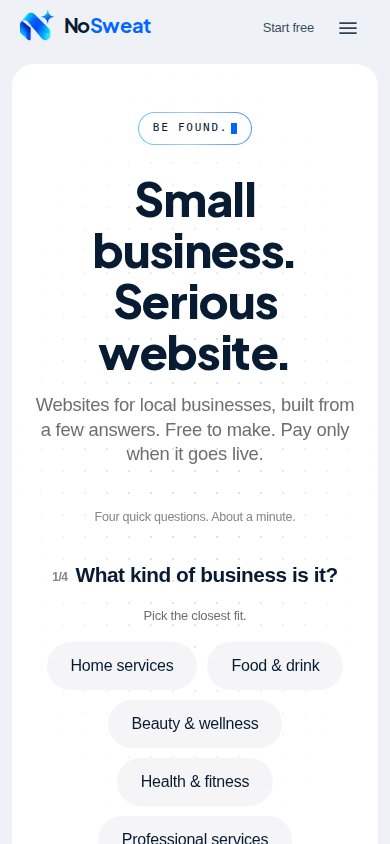 NoSweat
Start free
BE FOUND.
Small
business.
Serious
website.
Websites for local businesses, built from
a few answers. Free to make. Pay only
when it goes live.
Four quick questions. About a minute.
1/4 What kind of business is it?
Pick the closest fit.
Home services
Food & drink
Beauty & wellness
Health & fitness
Professional services